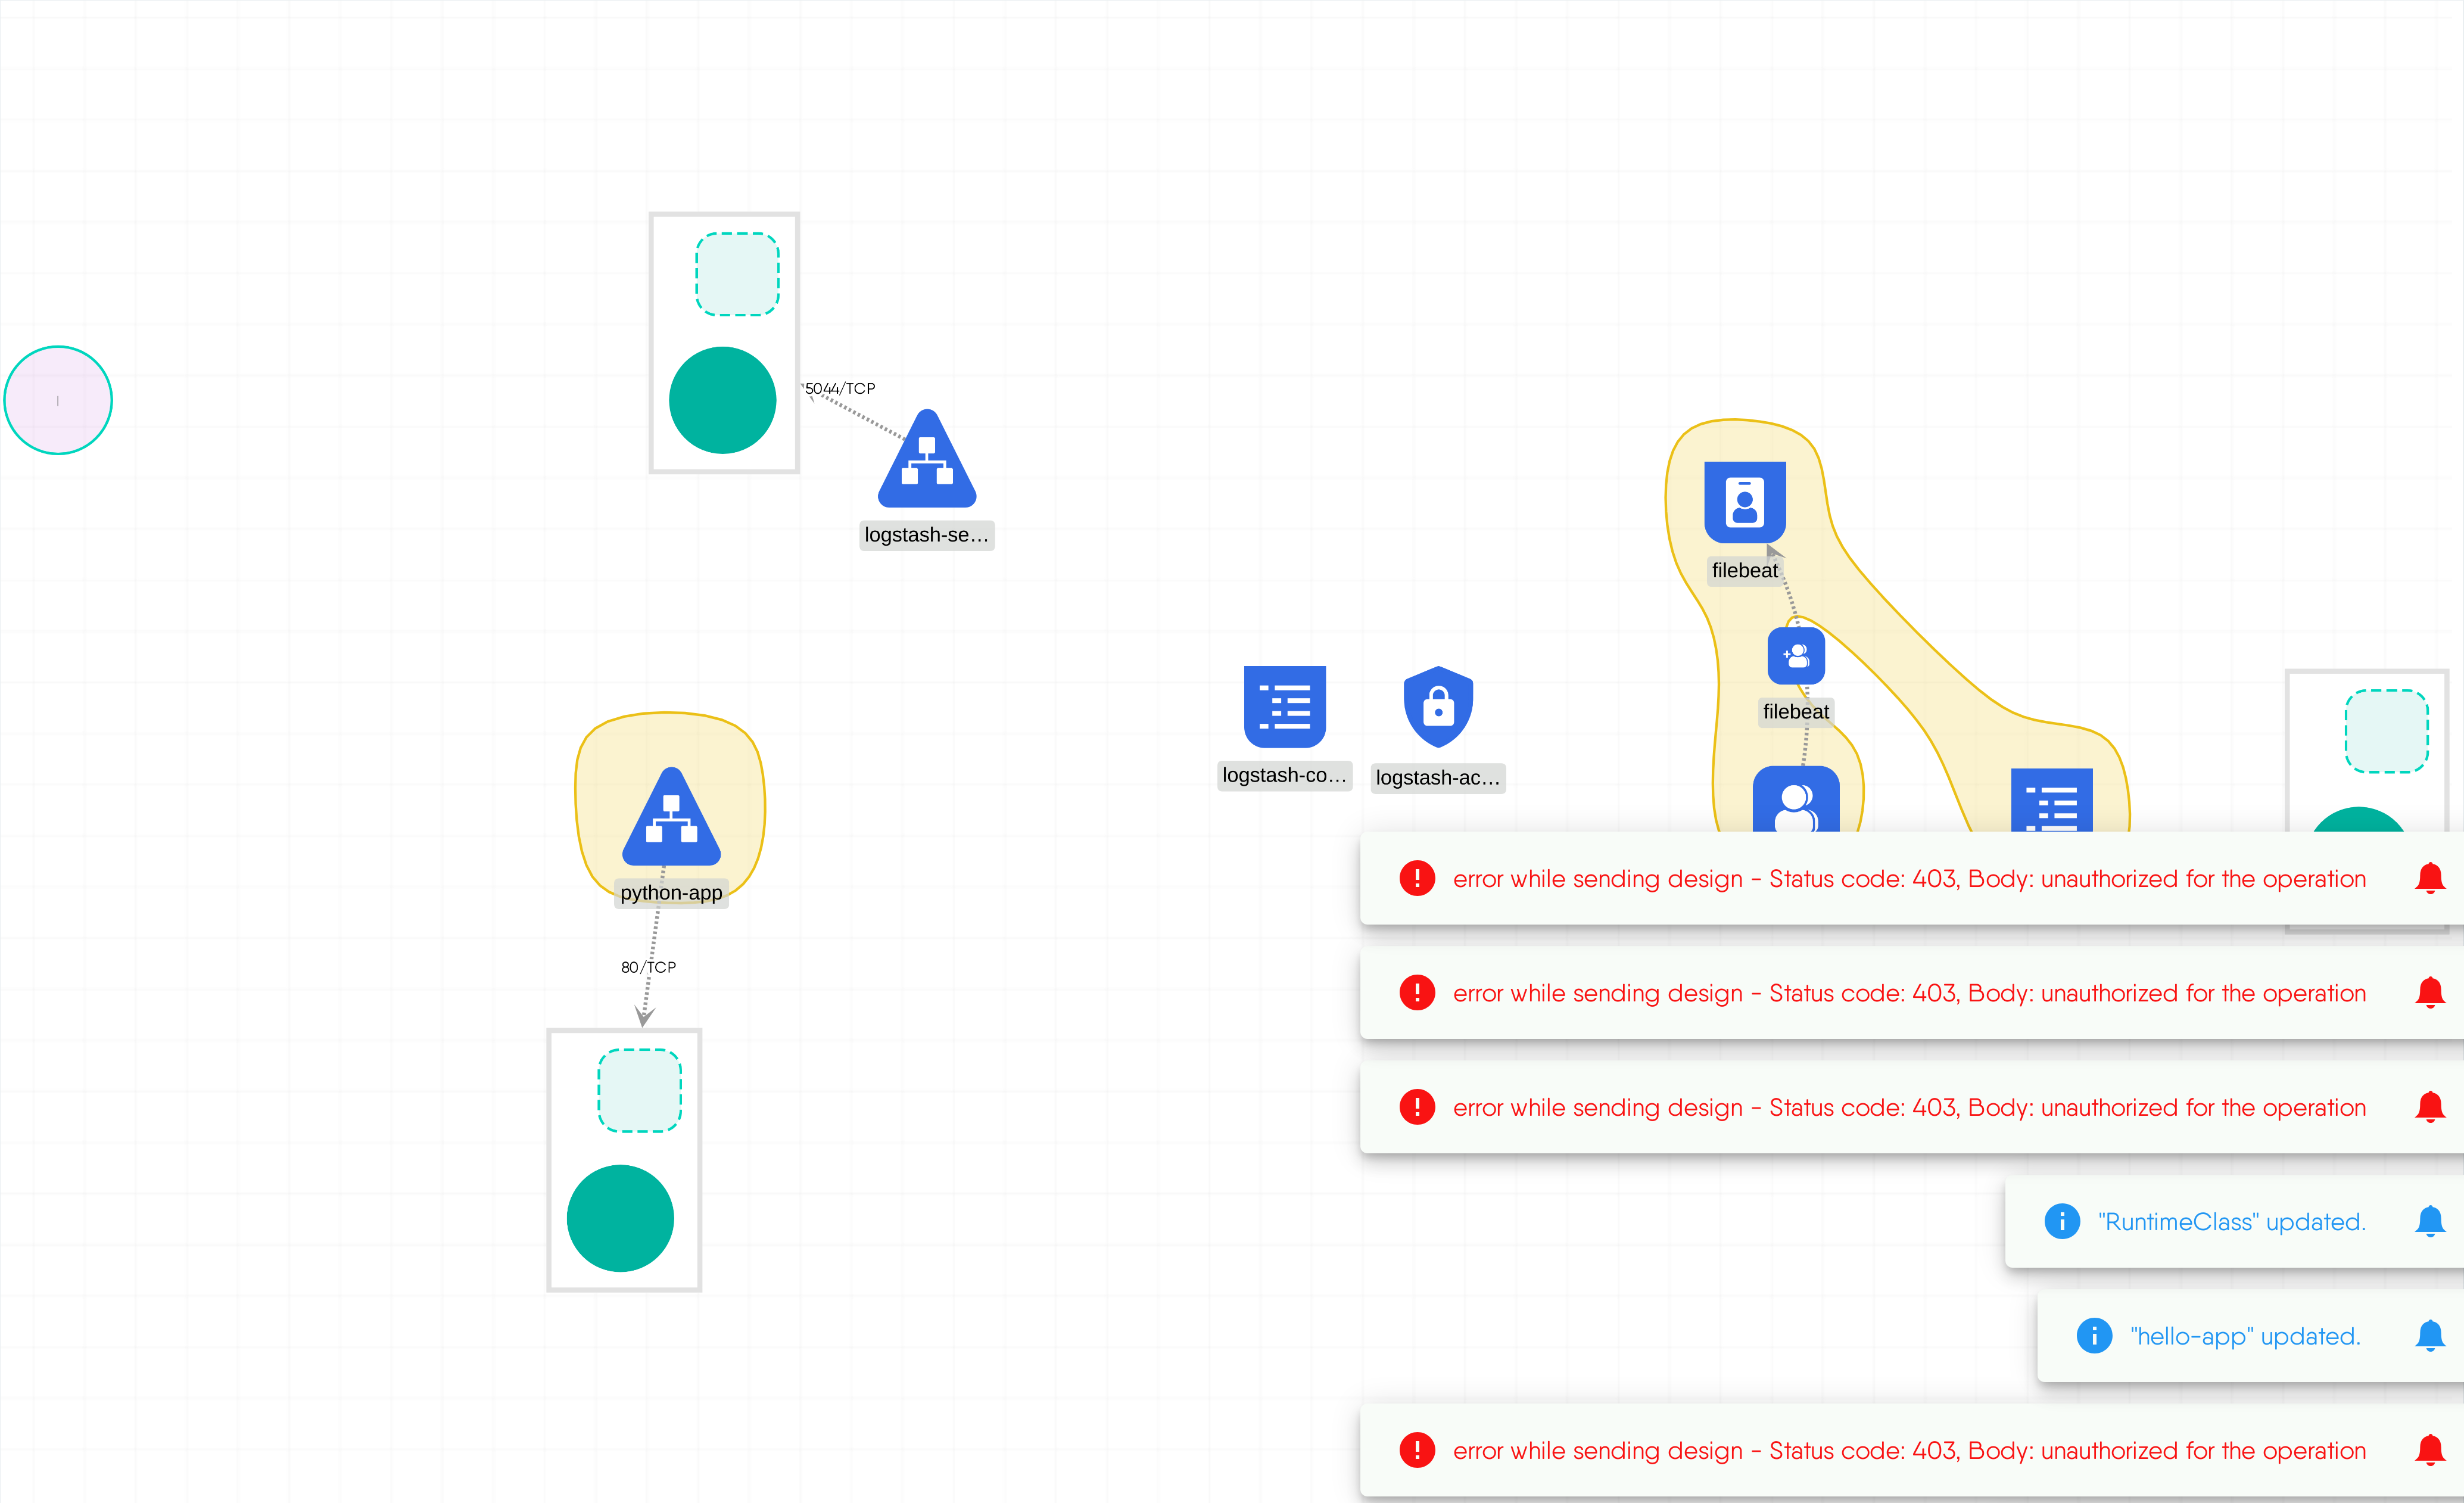 5044/TCP
logstash-se…
filebeat
filebeat
logstash-co…
logstash-ac…
python-app
80/TCP
error while sending design - Status code: 403, Body: unauthorized for the operation
error while sending design - Status code: 403, Body: unauthorized for the operation
error while sending design - Status code: 403, Body: unauthorized for the operation
"RuntimeClass" updated.
"hello-app" updated.
error while sending design - Status code: 403, Body: unauthorized for the operation